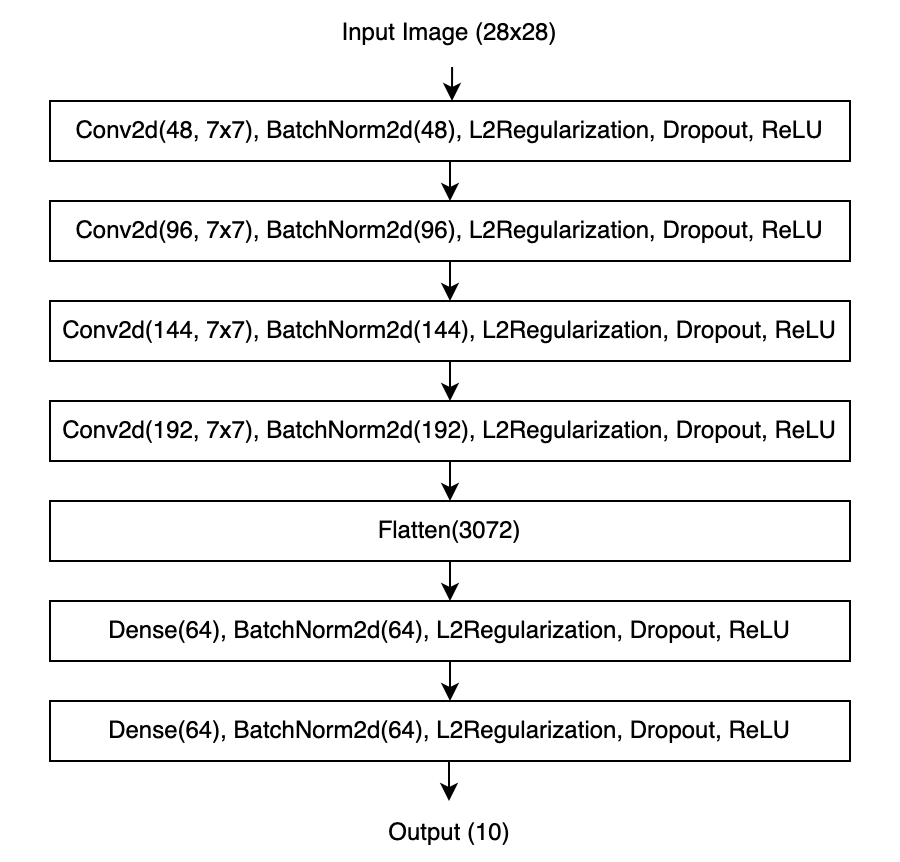 Input Image (28x28)
Conv2d(48, 7x7), BatchNorm2d(48), L2Regularization, Dropout, ReLU
Conv2d(96, 7x7), BatchNorm2d(96), L2Regularization, Dropout, ReLU
Conv2d(144, 7x7), BatchNorm2d(144), L2Regularization, Dropout, ReLU
Conv2d(192, 7x7), BatchNorm2d(192), L2Regularization, Dropout, ReLU
Flatten(3072)
Dense(64), BatchNorm2d(64), L2Regularization, Dropout, ReLU
Dense(64), BatchNorm2d(64), L2Regularization, Dropout, ReLU
Output (10)